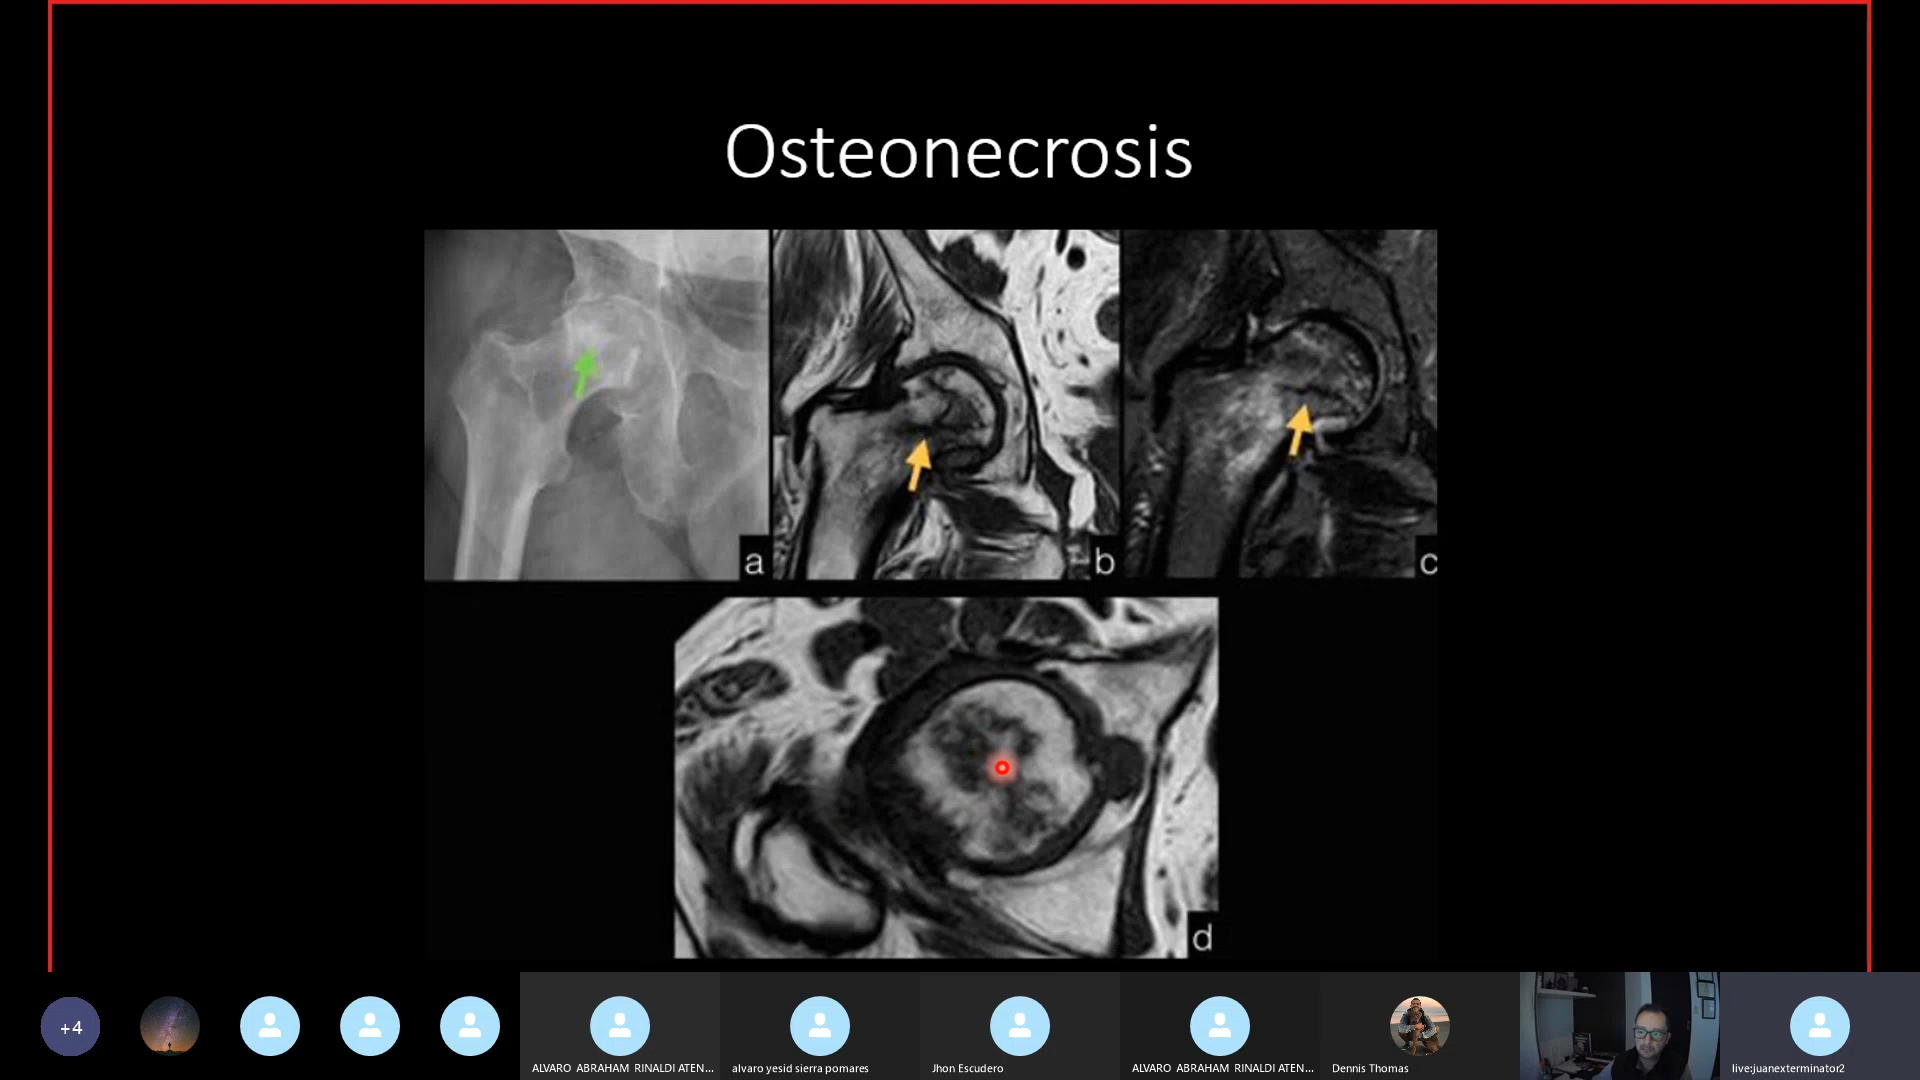 Osteonecrosis
a
b
c
d
+4
ALVARO ABRAHAM RINALDI ATEN...
alvaro yesid sierra pomares
Jhon Escudero
ALVARO ABRAHAM RINALDI ATEN...
Dennis Thomas
live:juanexterminator2